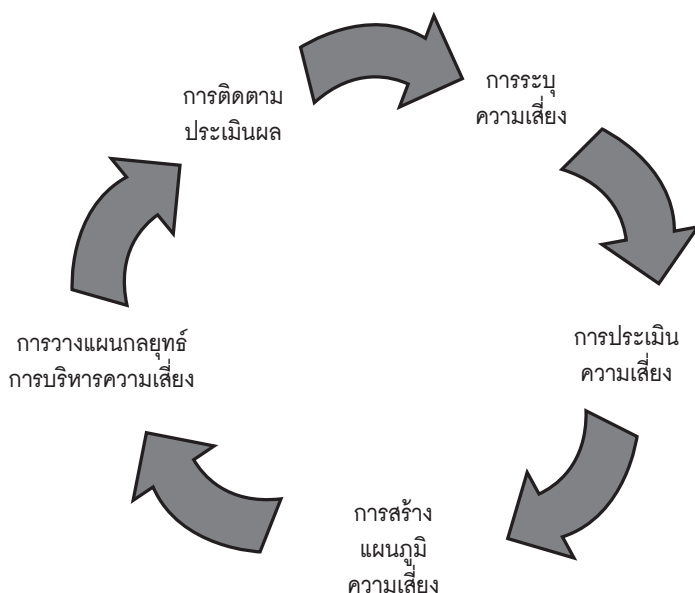 การติดตาม
ประเมินผล
การระบุ
ความเสี่ยง
การประเมิน
ความเสี่ยง
การสร้าง
แผนภูมิ
ความเสี่ยง
การวางแผนกลยุทธ์
การบริหารความเสี่ยง